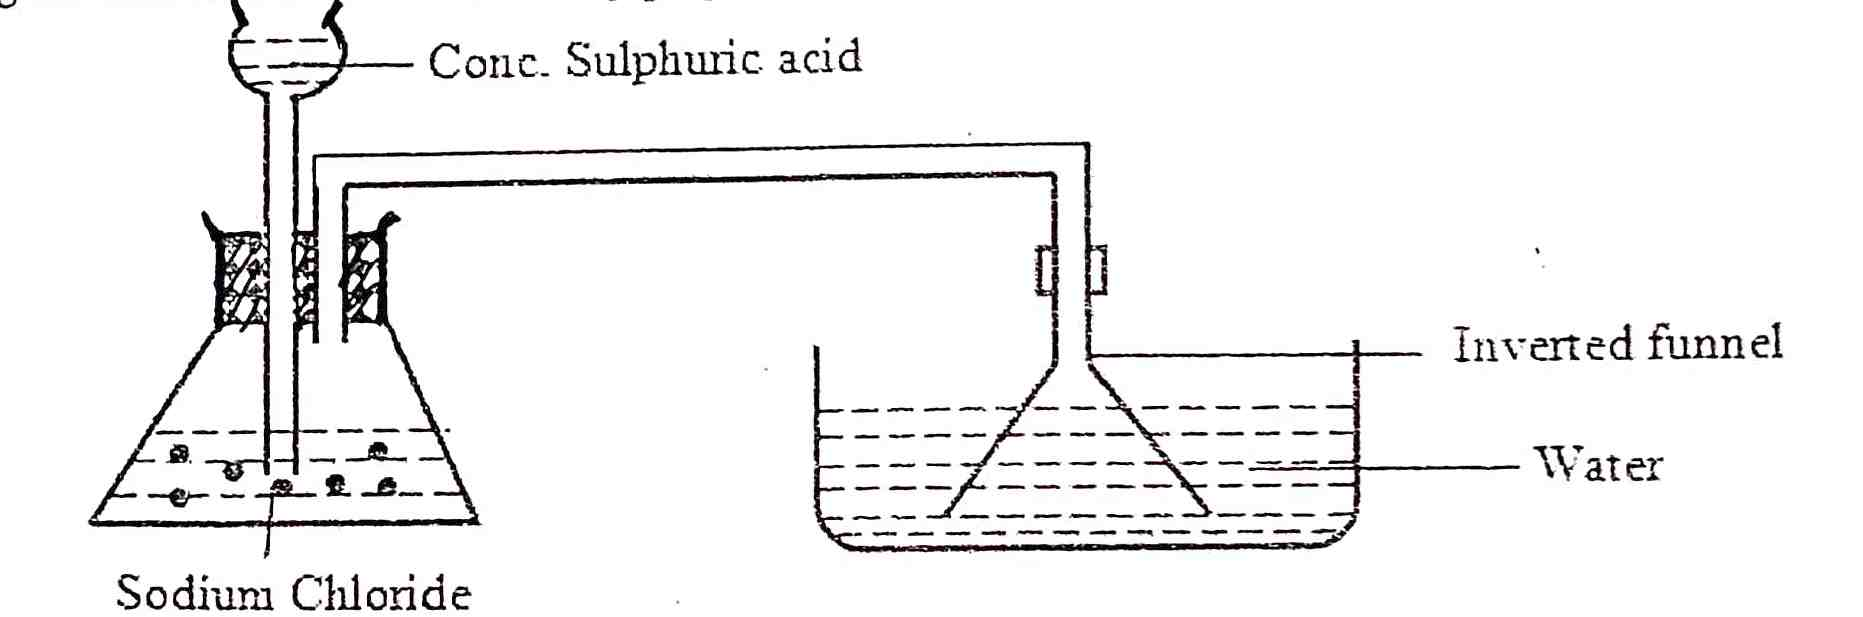 Conc. Sulphuric acid
Inverted funnel
Water
Sodium Chloride